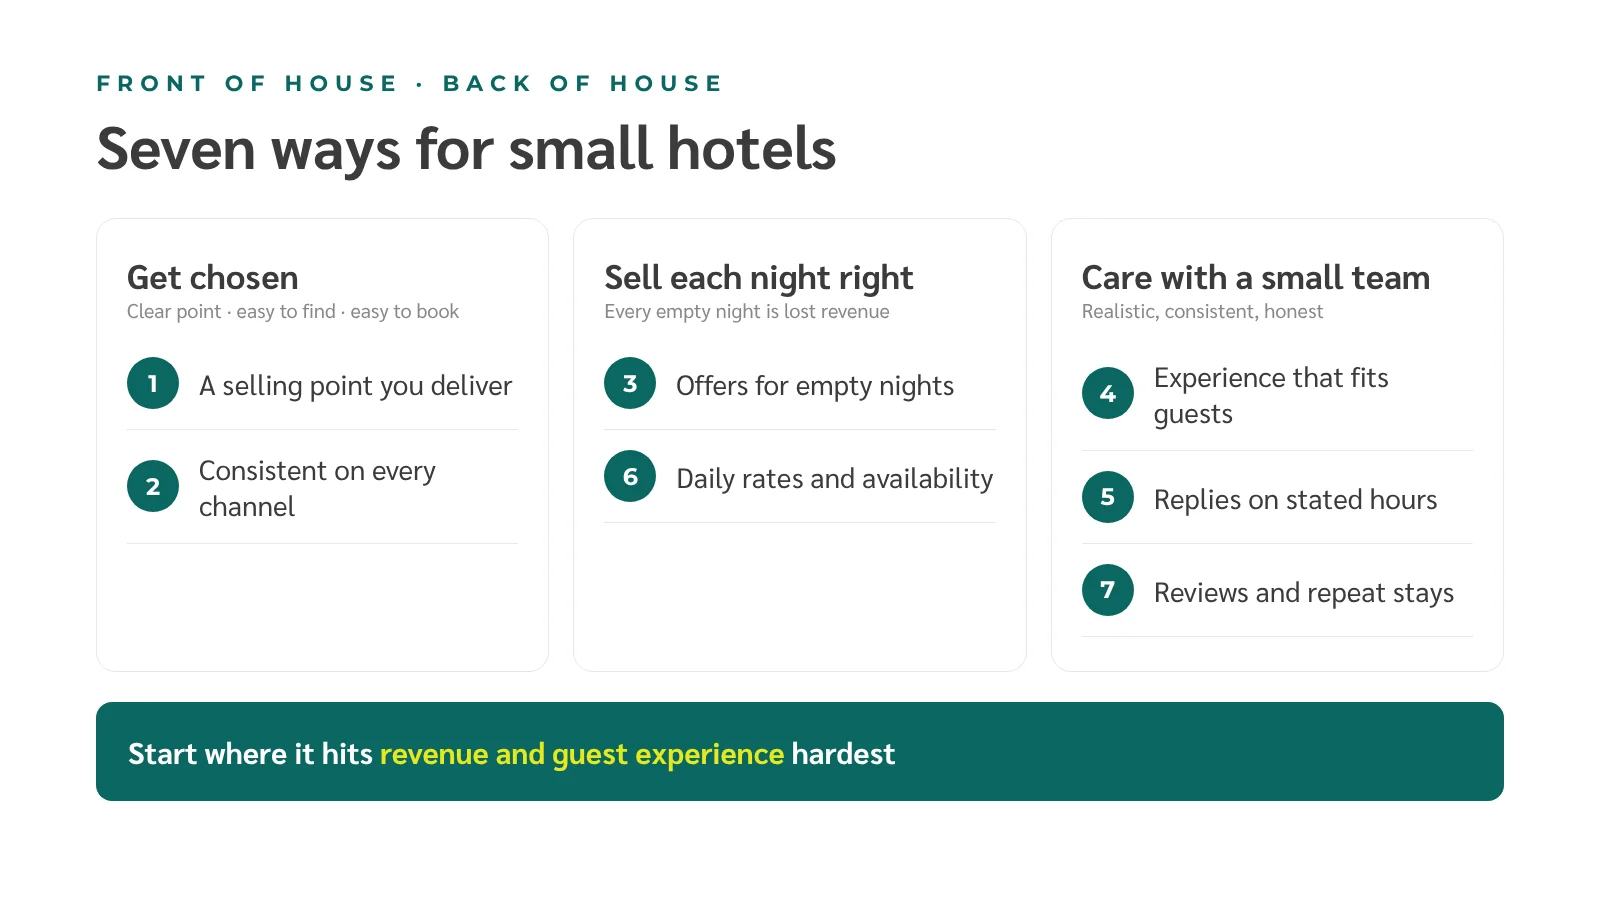 FRONT OF HOUSE · BACK OF HOUSE
Seven ways for small hotels
Get chosen
Clear point · easy to find · easy to book
1 A selling point you deliver
2 Consistent on every
channel
Sell each night right
Every empty night is lost revenue
3 Offers for empty nights
6 Daily rates and availability
Care with a small team
Realistic, consistent, honest
4 Experience that fits
guests
5 Replies on stated hours
7 Reviews and repeat stays
Start where it hits revenue and guest experience hardest